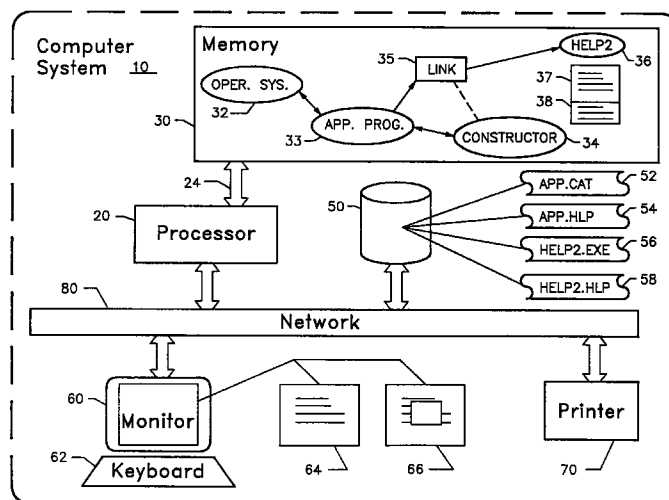 Computer
System 10
Memory
35
HELP2
36
LINK
37
38
OPER. SYS.
32
APP. PROG.
33
CONSTRUCTOR
34
30
24
20
Processor
50
APP.CAT
52
APP.HLP
54
HELP2.EXE
56
HELP2.HLP
58
80
Network
60
Monitor
62
Keyboard
64
66
Printer
70